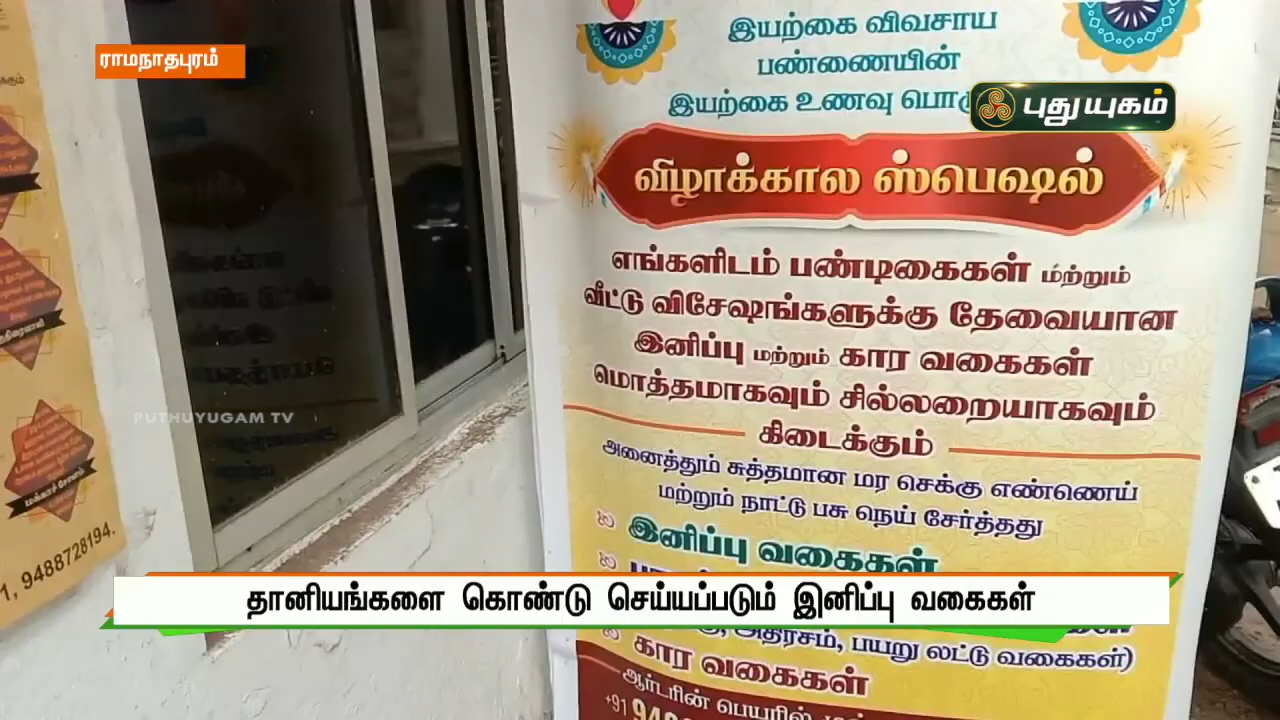 ராமநாதபுரம்
புதுயுகம்
இயற்கை விவசாய
பண்ணையின்
இயற்கை உணவு
விழாக்கால ஸ்பெஷல்
எங்களிடம் பண்டிகைகள் மற்றும்
வீட்டு விசேஷங்களுக்கு தேவையான
இனிப்பு மற்றும் கார வகைகள்
மொத்தமாகவும் சில்லறையாகவும்
கிடைக்கும்
அனைத்தும் சுத்தமான மர செக்கு எண்ணெய்
மற்றும் நாட்டு பசு நெய் சேர்த்தது
இனிப்பு வகைகள்
அதிரசம், பயறு லட்டு வகைகள்)
கார வகைகள்
ஆர்டரின் பெயரில்
+91
மக்காச் சோளம்
1, 9488728194.
PUTHUYUGAM TV
தானியங்களை கொண்டு செய்யப்படும் இனிப்பு வகைகள்